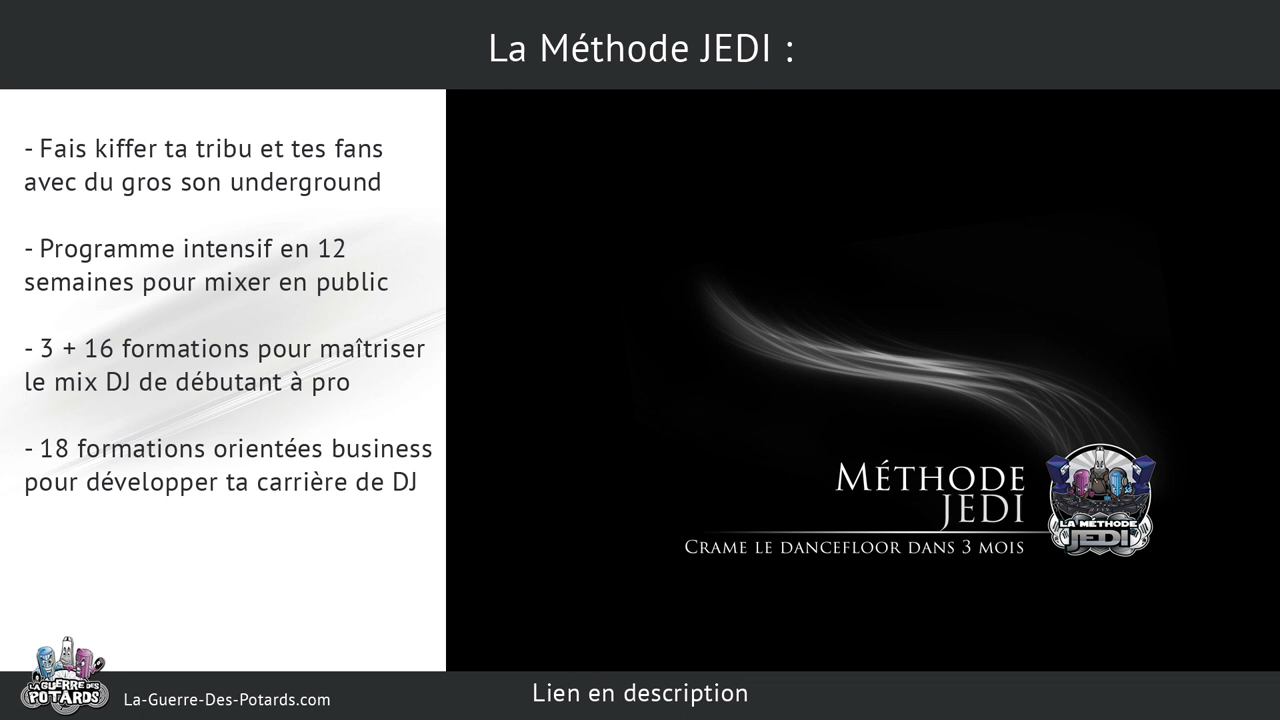 La Méthode JEDI :
- Fais kiffer ta tribu et tes fans
avec du gros son underground
- Programme intensif en 12
semaines pour mixer en public
- 3 + 16 formations pour maîtriser
le mix DJ de débutant à pro
- 18 formations orientées business
pour développer ta carrière de DJ
MÉTHODE
JEDI
CRAME LE DANCEFLOOR DANS 3 MOIS
LA MÉTHODE
JEDI
LA GUERRE DES
POTARDS
La-Guerre-Des-Potards.com
Lien en description